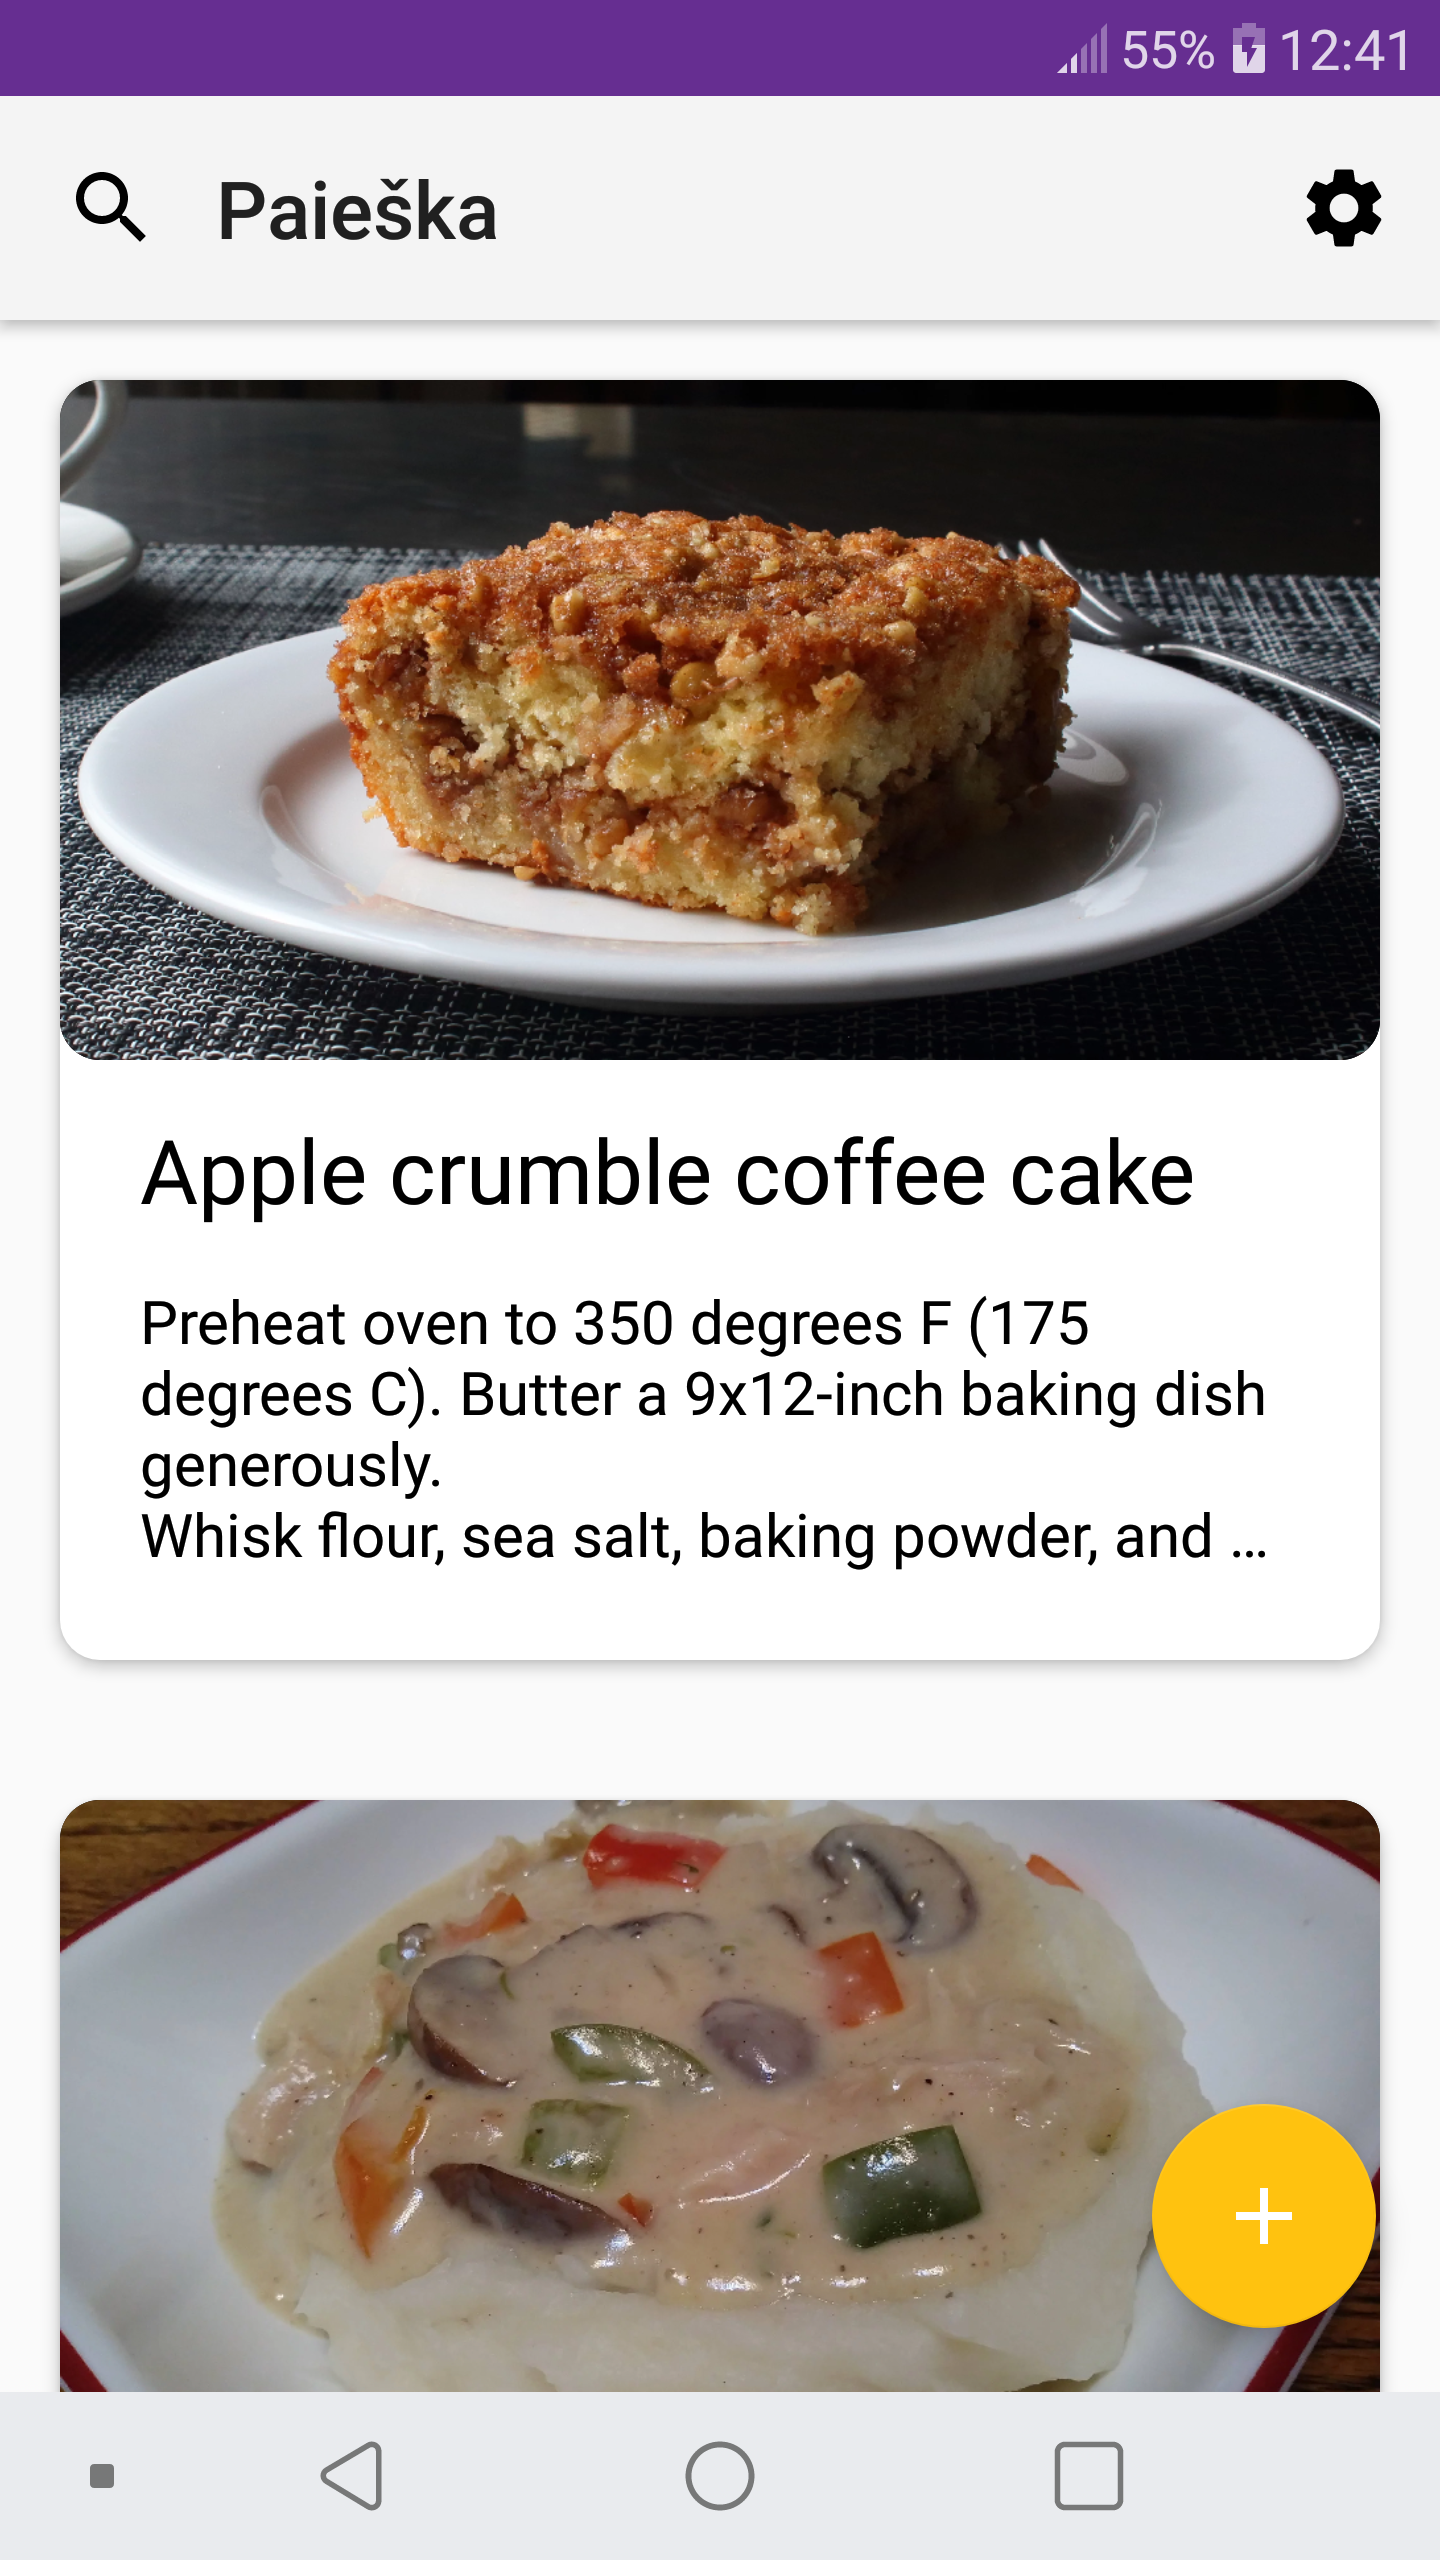 55% 12:41
Paieška
Apple crumble coffee cake
Preheat oven to 350 degrees F (175
degrees C). Butter a 9x12-inch baking dish
generously.
Whisk flour, sea salt, baking powder, and ...